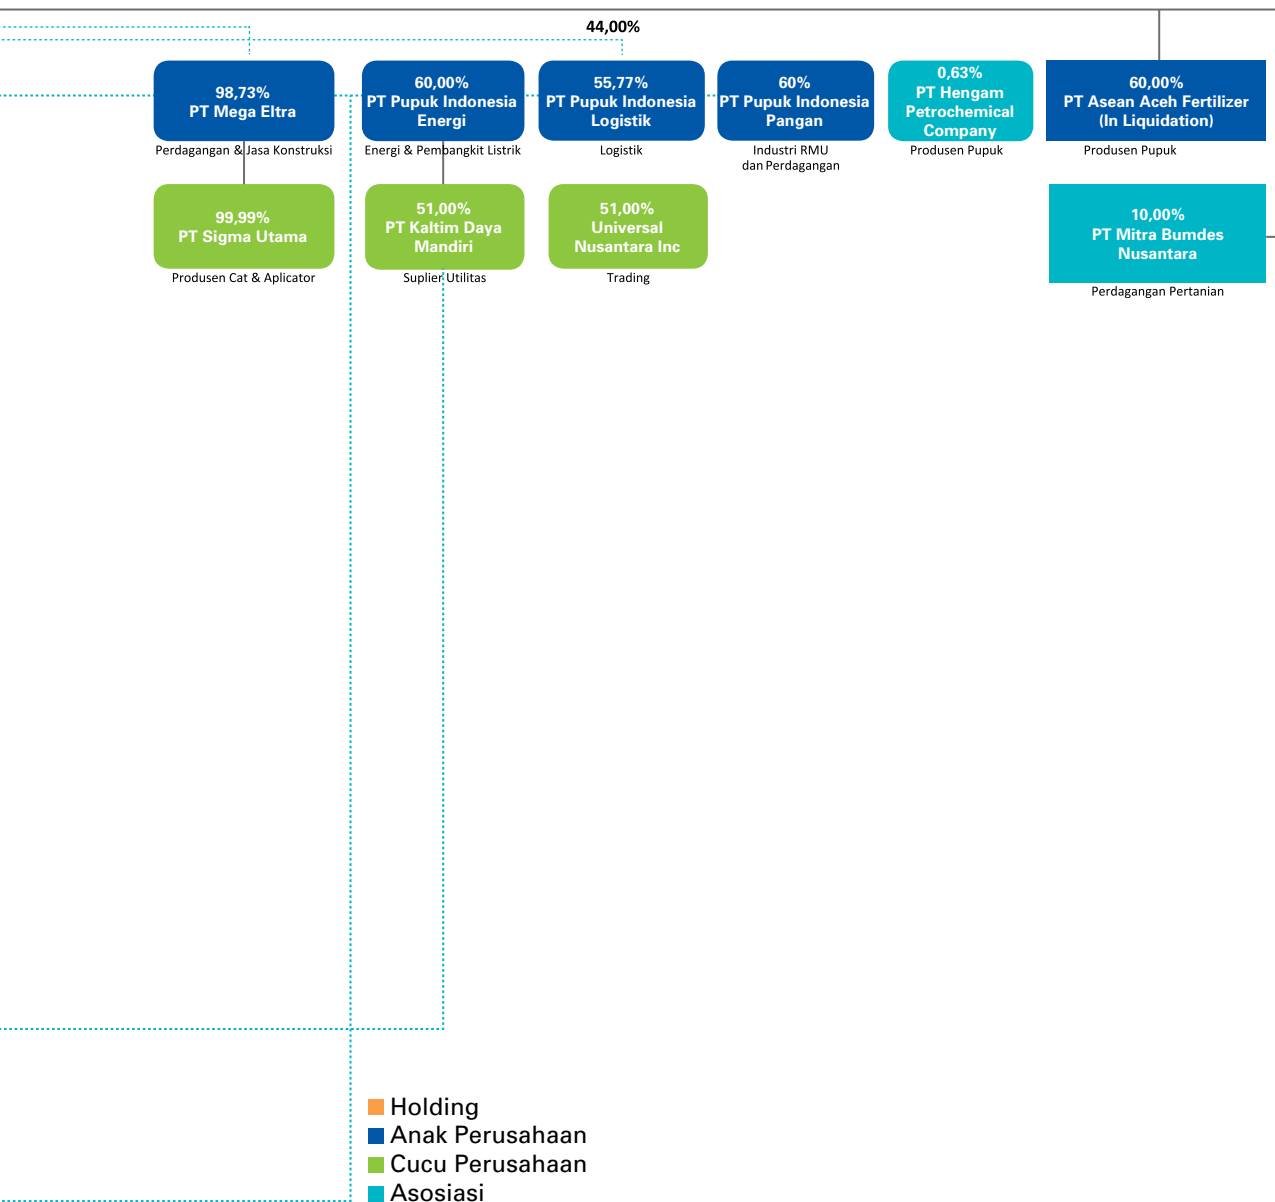 44,00%
98,73%
PT Mega Eltra
Perdagangan & Jasa Konstruksi
60,00%
PT Pupuk Indonesia
Energi
Energi & Pembangkit Listrik
55,77%
PT Pupuk Indonesia
Logistik
Logistik
60%
PT Pupuk Indonesia
Pangan
Industri RMU
dan Perdagangan
0,63%
PT Hengam
Petrochemical
Company
Produsen Pupuk
60,00%
PT Asean Aceh Fertilizer
(In Liquidation)
Produsen Pupuk
99,99%
PT Sigma Utama
Produsen Cat & Aplicator
51,00%
PT Kaltim Daya
Mandiri
Suplier Utilitas
51,00%
Universal
Nusantara Inc
Trading
10,00%
PT Mitra Bumdes
Nusantara
Perdagangan Pertanian
Holding
Anak Perusahaan
Cucu Perusahaan
Asosiasi